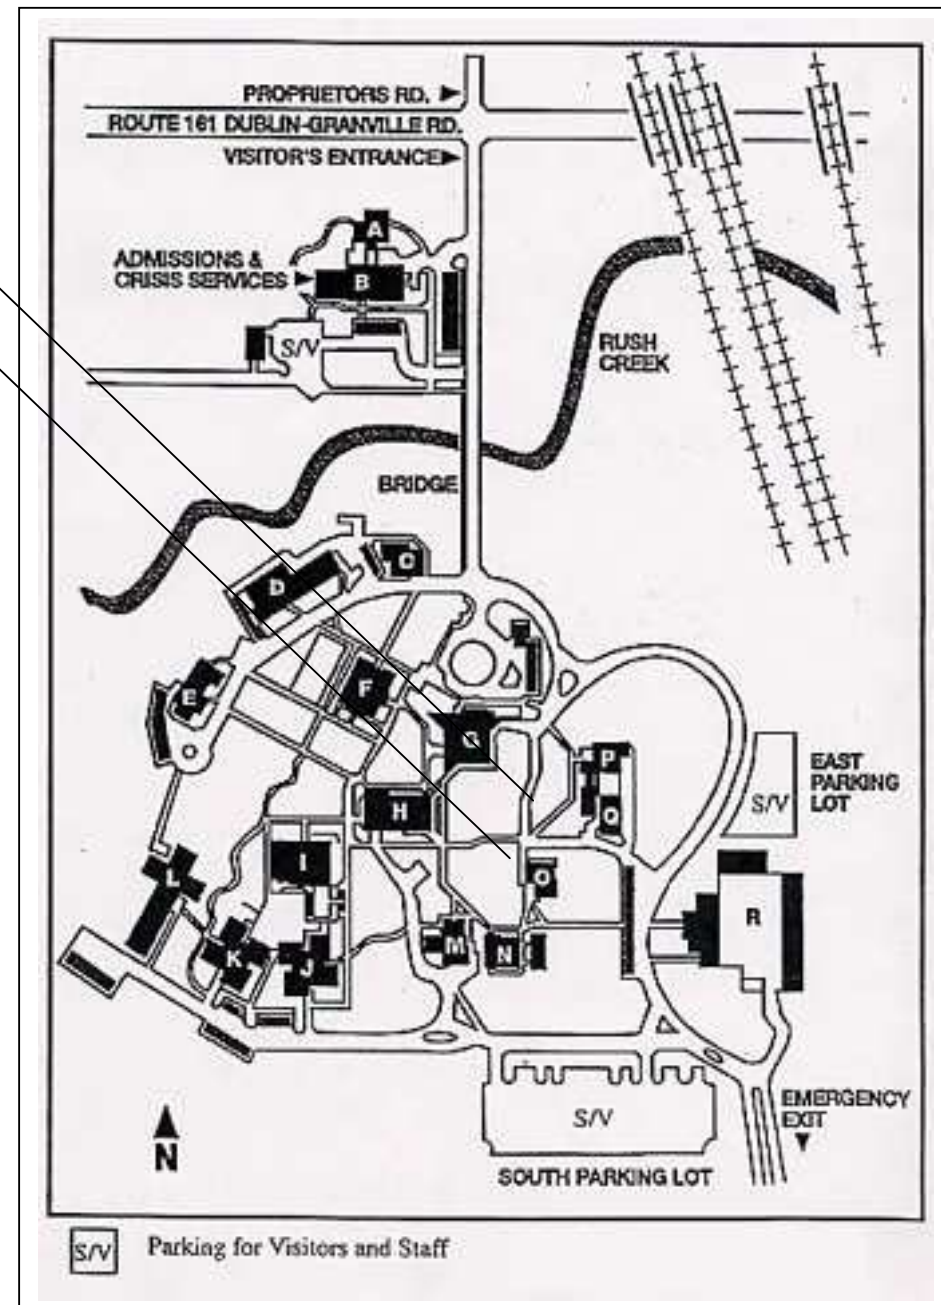 PROPRIETORS RD.
ROUTE 161 DUBLIN-GRANVILLE RD.
VISITOR'S ENTRANCE
A
ADMISSIONS &
CRISIS SERVICES
B
S/V
RUSH
CREEK
BRIDGE
C
D
E
F
G
P
EAST
PARKING
LOT
S/V
H
O
I
L
O
R
K
J
M
N
EMERGENCY
EXIT
S/V
N
SOUTH PARKING LOT
S/V Parking for Visitors and Staff